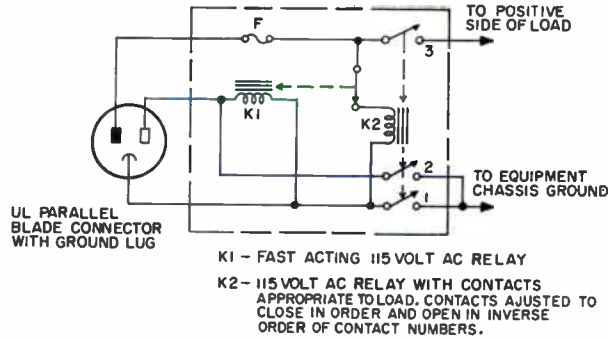 TO POSITIVE
SIDE OF LOAD
F
3
K1
K2
2
TO EQUIPMENT
CHASSIS GROUND
1
UL PARALLEL
BLADE CONNECTOR
WITH GROUND LUG
K1 - FAST ACTING 115 VOLT AC RELAY
K2 - 115 VOLT AC RELAY WITH CONTACTS
APPROPRIATE TO LOAD. CONTACTS AJUSTED TO
CLOSE IN ORDER AND OPEN IN INVERSE
ORDER OF CONTACT NUMBERS.